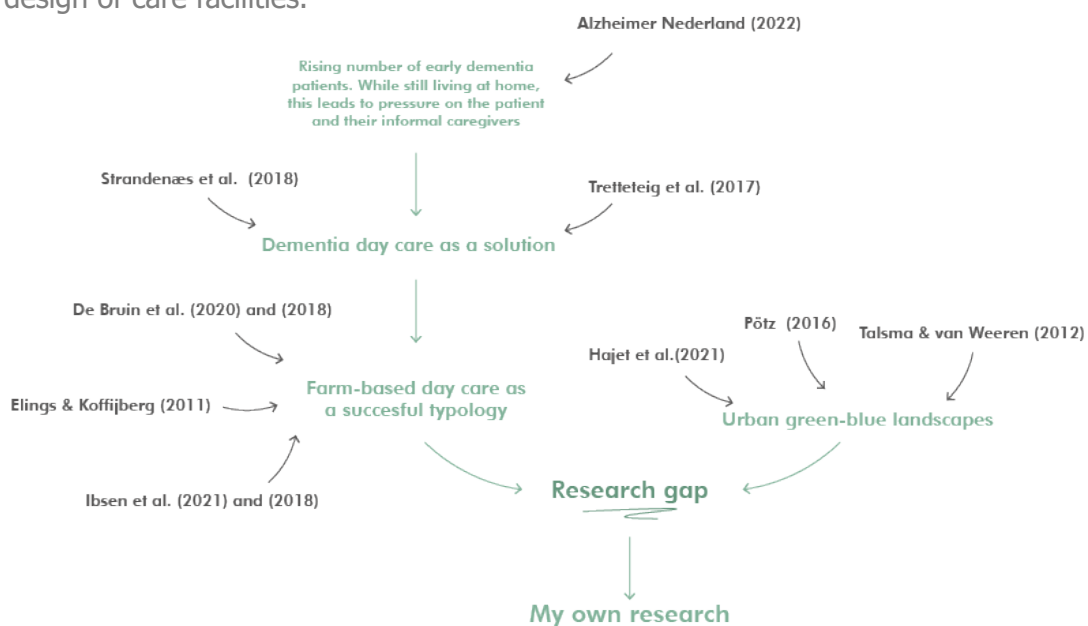 design of care facilities.
Alzheimer Nederland (2022)
Rising number of early dementia
patients. While still living at home,
this leads to pressure on the patient
and their informal caregivers
Strandenæs et al. (2018)
Tretteteig et al. (2017)
Dementia day care as a solution
De Bruin et al. (2020) and (2018)
Pötz (2016)
Talsma & van Weeren (2012)
Hajet et al.(2021)
Farm-based day care as
a succesful typology
Elings & Koffijberg (2011)
Urban green-blue landscapes
Ibsen et al. (2021) and (2018)
Research gap
My own research